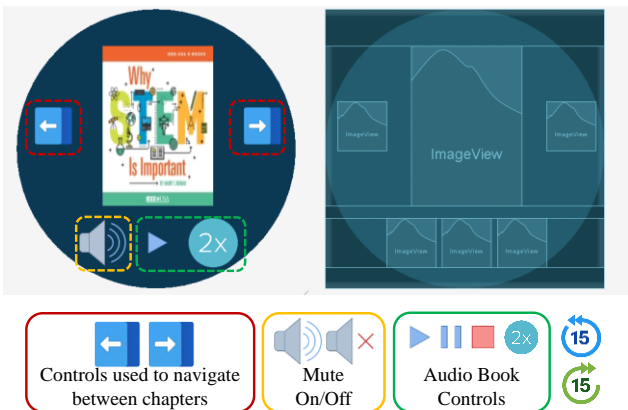 Why
STEM
Is Important
2x
ImageView
ImageView
ImageView
ImageView
ImageView
ImageView
2x
15
Controls used to navigate
between chapters
Mute
On/Off
Audio Book
Controls
15